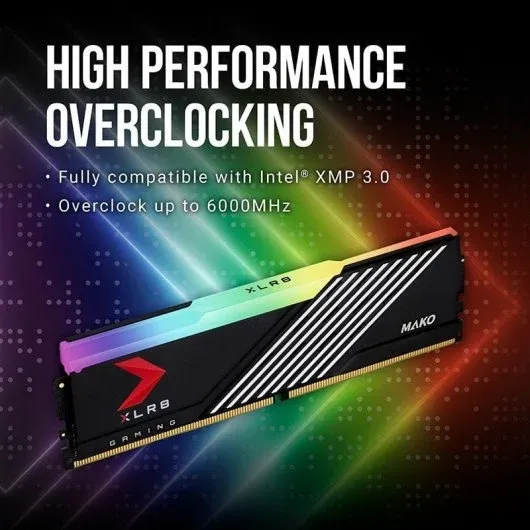 HIGH PERFORMANCE
OVERCLOCKING
• Fully compatible with Intel® XMP 3.0
• Overclock up to 6000MHz
XLR8
MAKO
XLR8
GAMING